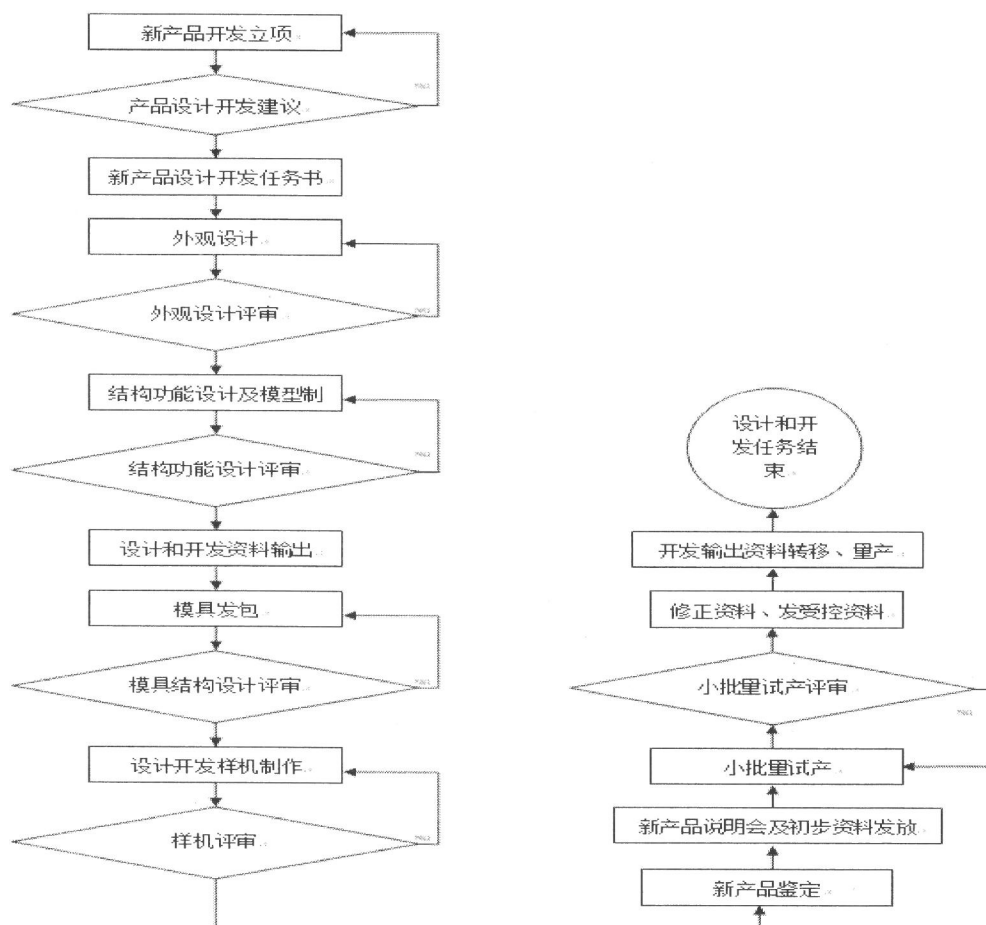 新产品开发立项
产品设计开发建议
新产品设计开发任务书
外观设计
外观设计评审
结构功能设计及模型制
结构功能设计评审
设计和开发资料输出
模具发包
模具结构设计评审
设计开发样机制作
样机评审
设计和开
发任务结
束
开发输出资料转移、量产
修正资料、发受控资料
小批量试产评审
小批量试产
新产品说明会及初步资料发放
新产品鉴定